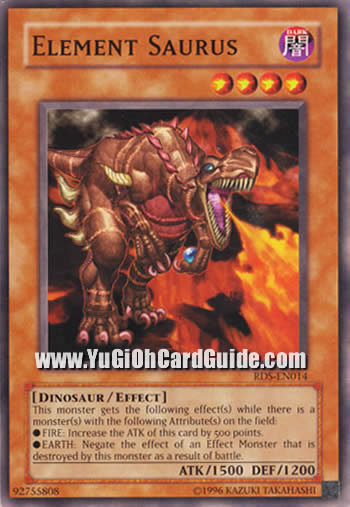 ELEMENT SAURUS
DARK
闇
www.YuGiOhCardGuide.com
RDS-EN014
[DINOSAUR / EFFECT]
This monster gets the following effect(s) while there is a
monster(s) with the following Attribute(s) on the field:
●FIRE: Increase the ATK of this card by 500 points.
●EARTH: Negate the effect of an Effect Monster that is
destroyed by this monster as a result of battle.
ATK/1500 DEF/1200
92755808
©1996 KAZUKI TAKAHASHI